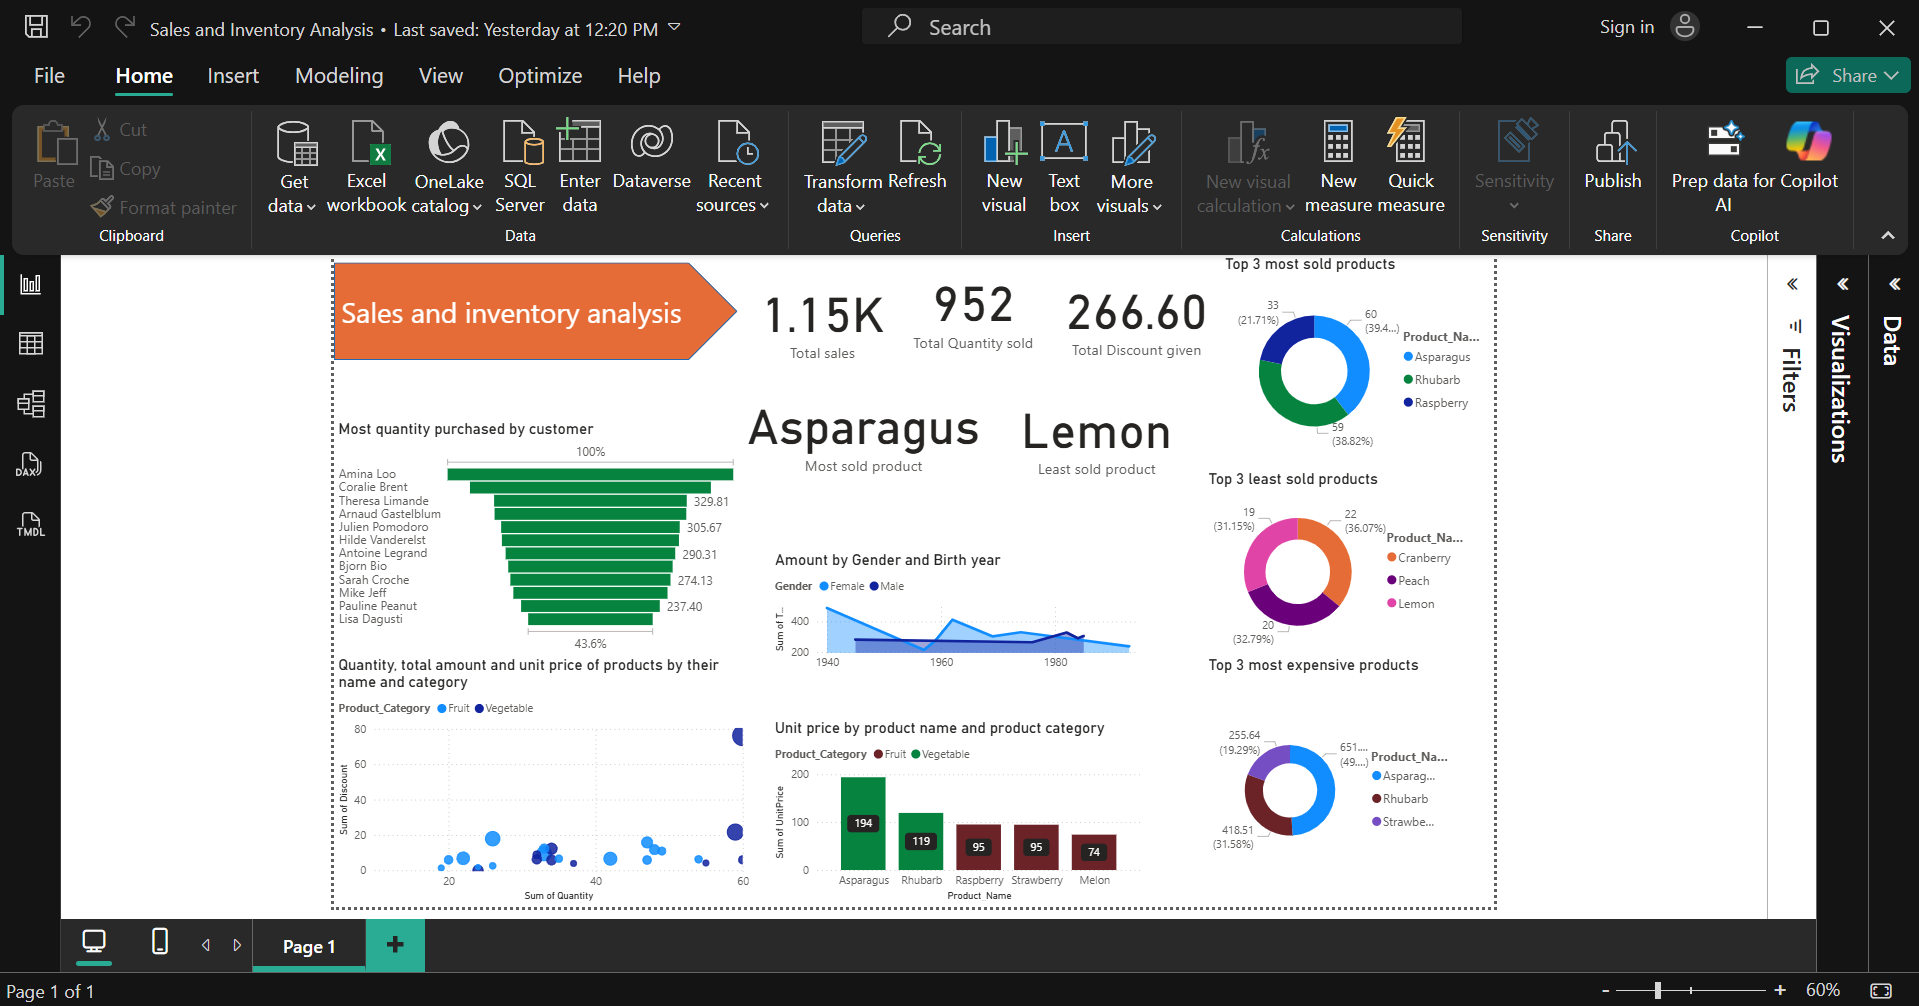 Sales and Inventory Analysis • Last saved: Yesterday at 12:20 PM
Search
Sign in
File Home Insert Modeling View Optimize Help
Share
Paste
Cut
Copy
Format painter
Clipboard
Get data
Excel workbook
OneLake catalog
SQL Server
Enter data
Dataverse
Recent sources
Data
Transform data
Refresh
Queries
New visual
Text box
More visuals
Insert
New visual calculation
New measure
Quick measure
Calculations
Sensitivity
Sensitivity
Publish
Share
Prep data for AI
Copilot
Copilot
DAX
TMDL
Sales and inventory analysis
1.15K
Total sales
952
Total Quantity sold
266.60
Total Discount given
Asparagus
Most sold product
Lemon
Least sold product
Most quantity purchased by customer
100%
Amina Loo
Coralie Brent
Theresa Limande 329.81
Arnaud Gastelblum
Julien Pomodoro 305.67
Hilde Vanderelst
Antoine Legrand 290.31
Bjorn Bio
Sarah Croche 274.13
Mike Jeff
Pauline Peanut 237.40
Lisa Dagusti
43.6%
Quantity, total amount and unit price of products by their
name and category
Product_Category Fruit Vegetable
Sum of Discount
80
60
40
20
0
20 40 60
Sum of Quantity
Amount by Gender and Birth year
Gender Female Male
Sum of T...
400
200
1940 1960 1980
Unit price by product name and product category
Product_Category Fruit Vegetable
Sum of UnitPrice
200
100
0
194 119 95 95 74
Asparagus Rhubarb Raspberry Strawberry Melon
Product_Name
Top 3 most sold products
33
(21.71%)
60
(39.4...)
59
(38.82%)
Product_Na...
Asparagus
Rhubarb
Raspberry
Top 3 least sold products
19
(31.15%)
22
(36.07%)
20
(32.79%)
Product_Na...
Cranberry
Peach
Lemon
Top 3 most expensive products
255.64
(19.29%)
651....
(49....)
418.51
(31.58%)
Product_Na...
Asparag...
Rhubarb
Strawbe...
Filters
Visualizations
Data
Page 1
Page 1 of 1
- + 60%